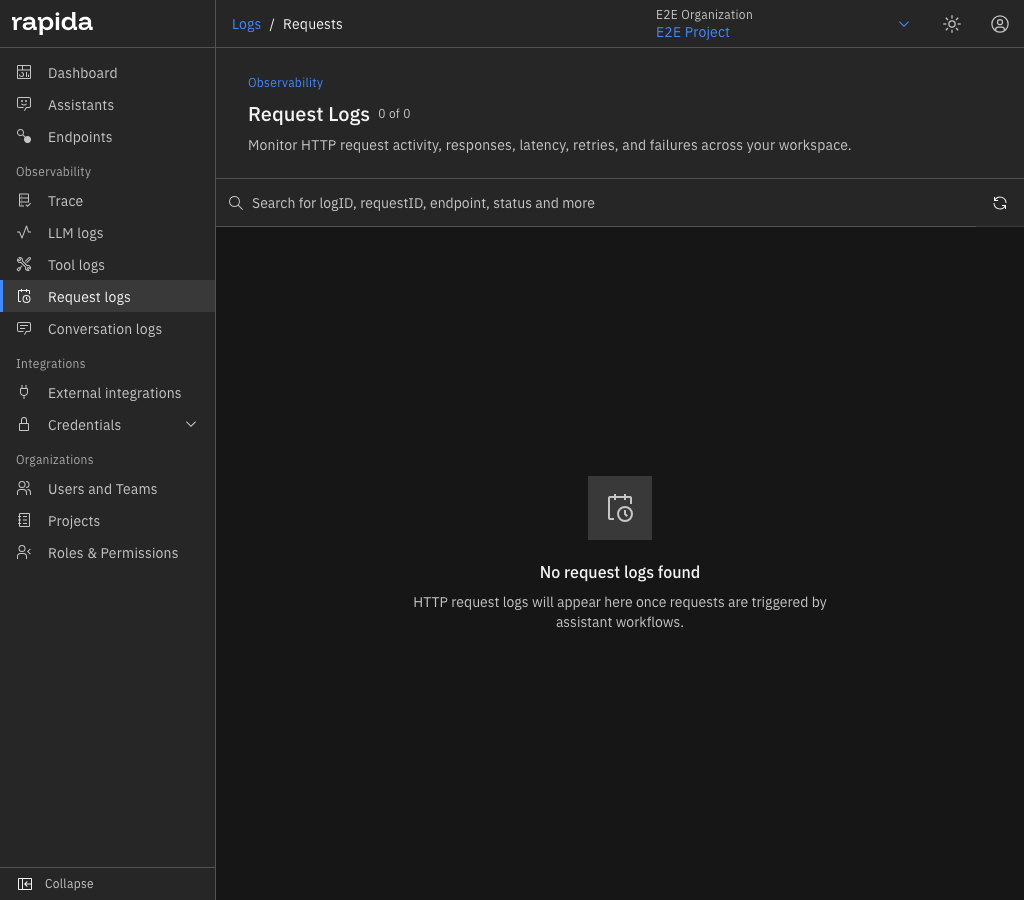 rapida
Logs / Requests
E2E Organization
E2E Project
Dashboard
Assistants
Endpoints
Observability
Trace
LLM logs
Tool logs
Request logs
Conversation logs
Integrations
External integrations
Credentials
Organizations
Users and Teams
Projects
Roles & Permissions
Collapse
Observability
Request Logs 0 of 0
Monitor HTTP request activity, responses, latency, retries, and failures across your workspace.
Search for logID, requestID, endpoint, status and more
No request logs found
HTTP request logs will appear here once requests are triggered by
assistant workflows.